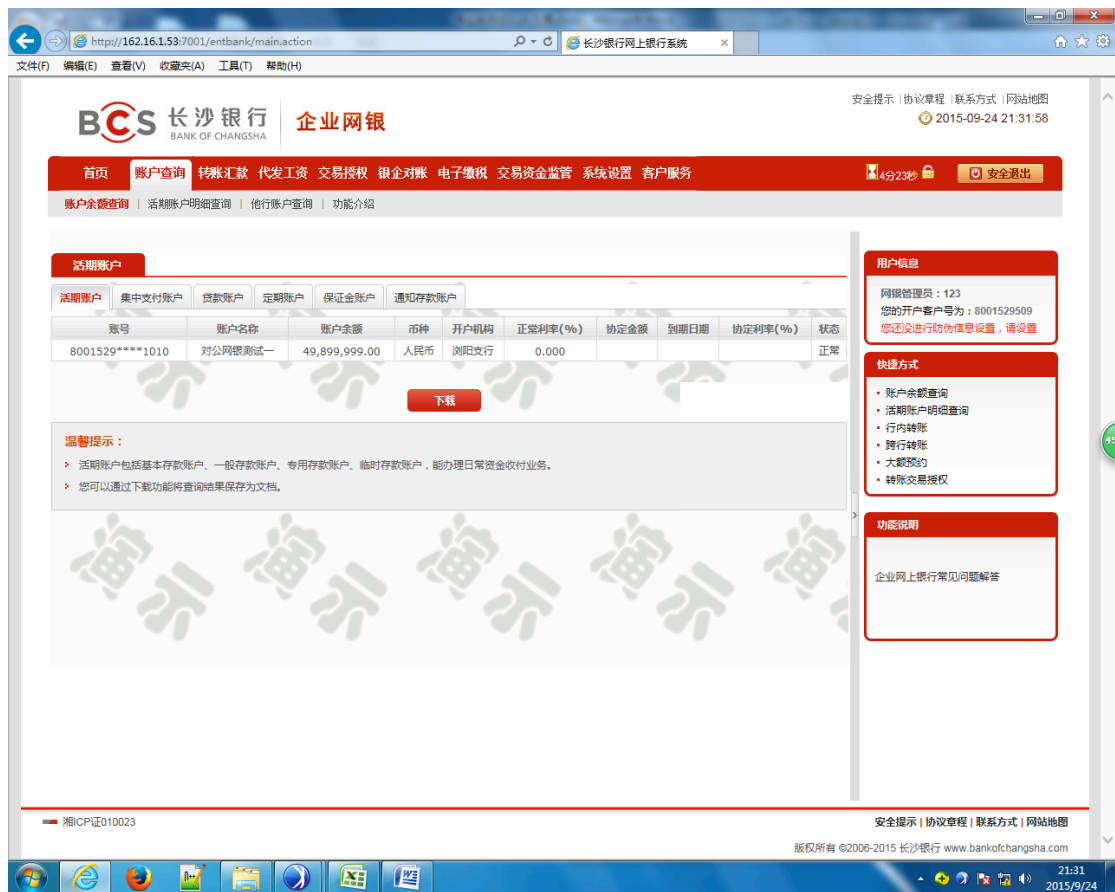 http://162.16.1.53:7001/entbank/main.action
长沙银行网上银行系统
文件(F) 编辑(E) 查看(V) 收藏夹(A) 工具(T) 帮助(H)
安全提示 | 协议章程 | 联系方式 | 网站地图
2015-09-24 21:31:58
BCS 长沙银行 企业网银
BANK OF CHANGSHA
首页 账户查询 转账汇款 代发工资 交易授权 银企对账 电子缴税 交易资金监管 系统设置 客户服务 4分23秒 安全退出
账户余额查询 | 活期账户明细查询 | 他行账户查询 | 功能介绍
活期账户
活期账户 集中支付账户 贷款账户 定期账户 保证金账户 通知存款账户
账号 账户名称 账户余额 币种 开户机构 正常利率(%) 协定金额 到期日期 协定利率(%) 状态
8001529****1010 对公网银测试一 49,899,999.00 人民币 浏阳支行 0.000 正常
下载
温馨提示：
活期账户包括基本存款账户、一般存款账户、专用存款账户、临时存款账户，能办理日常资金收付业务。
您可以通过下载功能将查询结果保存为文档。
演示 演示 演示 演示 演示
用户信息
网银管理员：123
您的开户客户号为：8001529509
您还没进行防伪信息设置，请设置
快捷方式
账户余额查询
活期账户明细查询
行内转账
跨行转账
大额预约
转账交易授权
功能说明
企业网上银行常见问题解答
湘ICP证010023
安全提示 | 协议章程 | 联系方式 | 网站地图
版权所有 ©2006-2015 长沙银行 www.bankofchangsha.com
21:31
2015/9/24